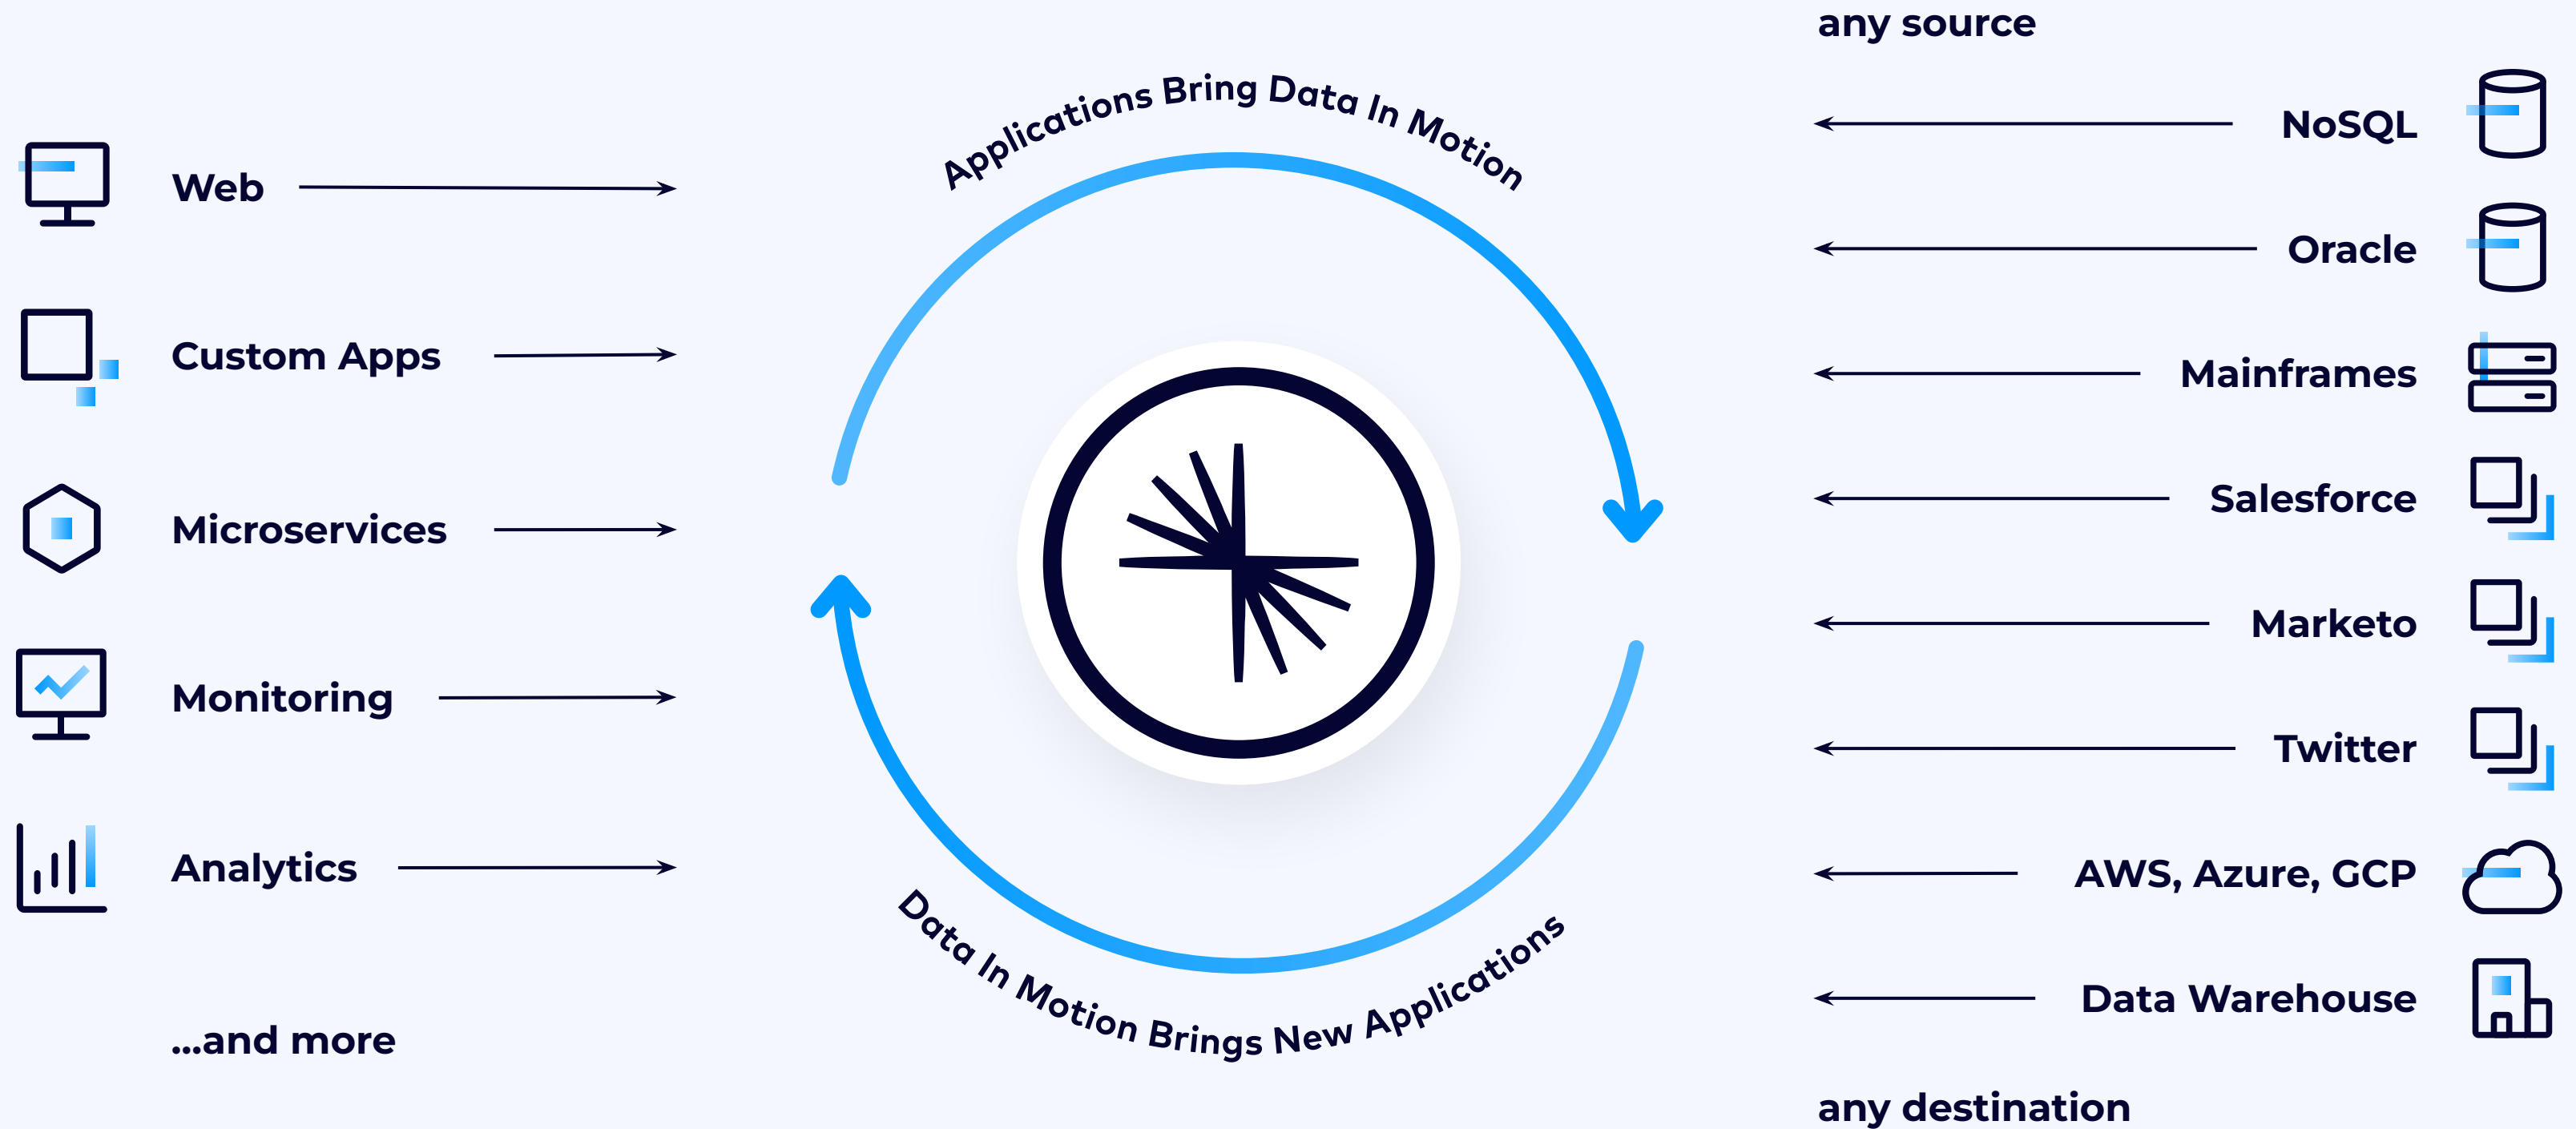 Web
Custom Apps
Microservices
Monitoring
Analytics
...and more
Applications Bring Data In Motion
Data In Motion Brings New Applications
any source
NoSQL
Oracle
Mainframes
Salesforce
Marketo
Twitter
AWS, Azure, GCP
Data Warehouse
any destination